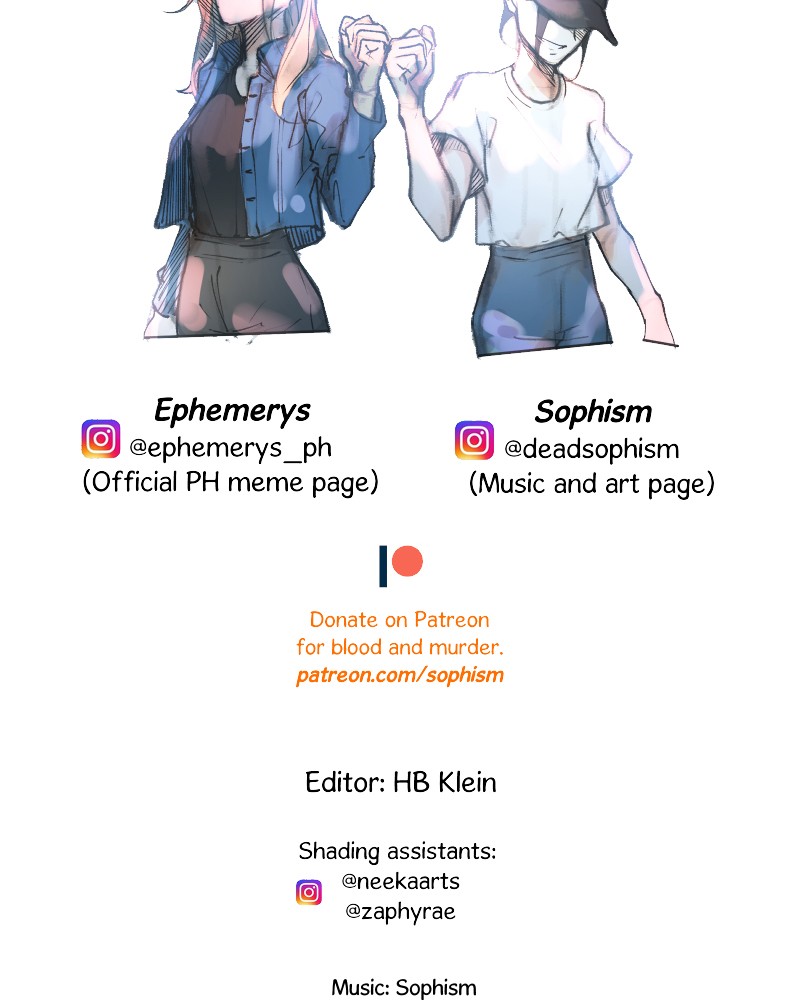 Ephemerys
@ephemerys_ph
(Official PH meme page)
Sophism
@deadsophism
(Music and art page)
Donate on Patreon
for blood and murder.
patreon.com/sophism
Editor: HB Klein
Shading assistants:
@neekaarts
@zaphyrae
Music: Sophism